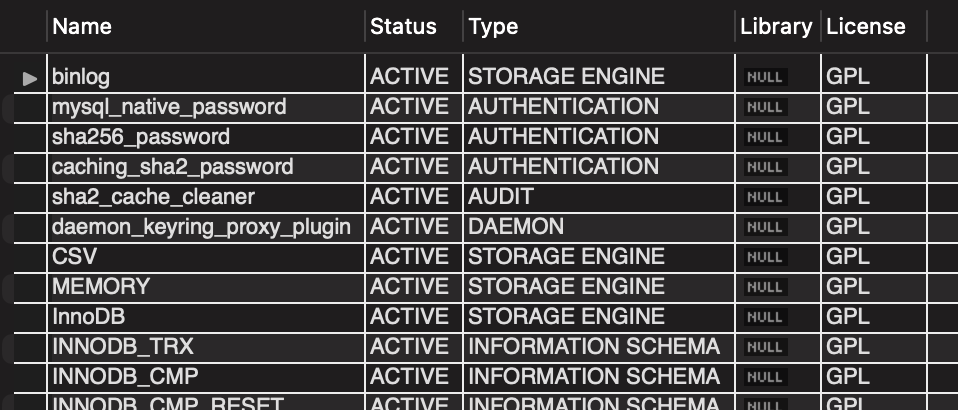 Name Status Type Library License
binlog ACTIVE STORAGE ENGINE NULL GPL
mysql_native_password ACTIVE AUTHENTICATION NULL GPL
sha256_password ACTIVE AUTHENTICATION NULL GPL
caching_sha2_password ACTIVE AUTHENTICATION NULL GPL
sha2_cache_cleaner ACTIVE AUDIT NULL GPL
daemon_keyring_proxy_plugin ACTIVE DAEMON NULL GPL
CSV ACTIVE STORAGE ENGINE NULL GPL
MEMORY ACTIVE STORAGE ENGINE NULL GPL
InnoDB ACTIVE STORAGE ENGINE NULL GPL
INNODB_TRX ACTIVE INFORMATION SCHEMA NULL GPL
INNODB_CMP ACTIVE INFORMATION SCHEMA NULL GPL
INNODB_CMP_RESET ACTIVE INFORMATION SCHEMA NULL GPL